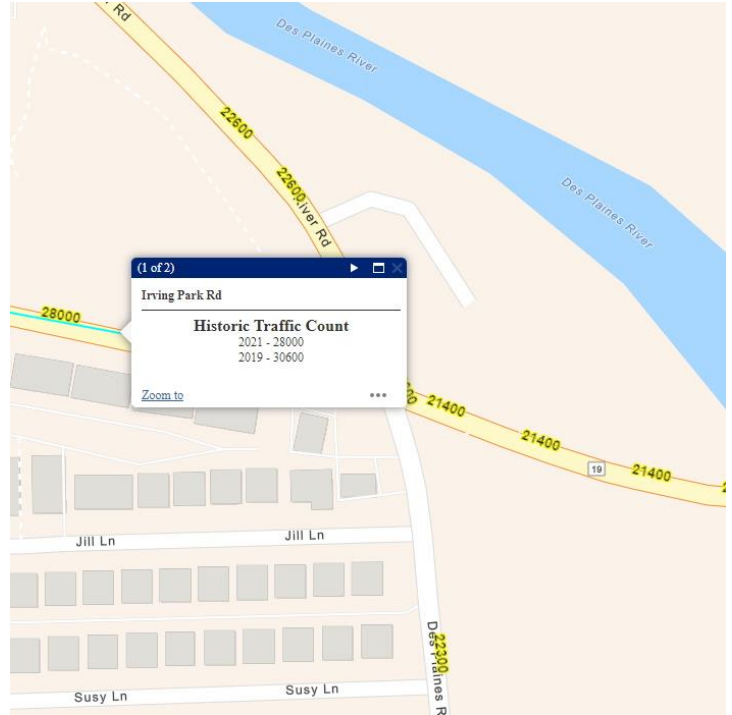 Rd
Des Plaines River
22600
22600
River Rd
Des Plaines River
(1 of 2)
Irving Park Rd
28000
Historic Traffic Count
2021 - 28000
2019 - 30600
Zoom to
21400
21400
19
21400
Jill Ln
Jill Ln
Des Plaines R
22300
Susy Ln
Susy Ln